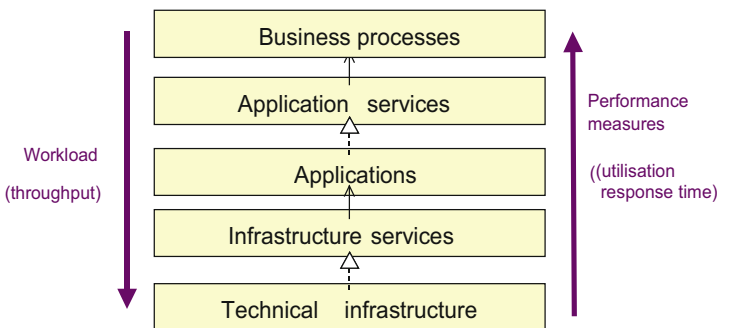 Business processes
Application services
Performance
measures
Workload
Applications
((utilisation
(throughput)
response time)
Infrastructure services
Technical infrastructure